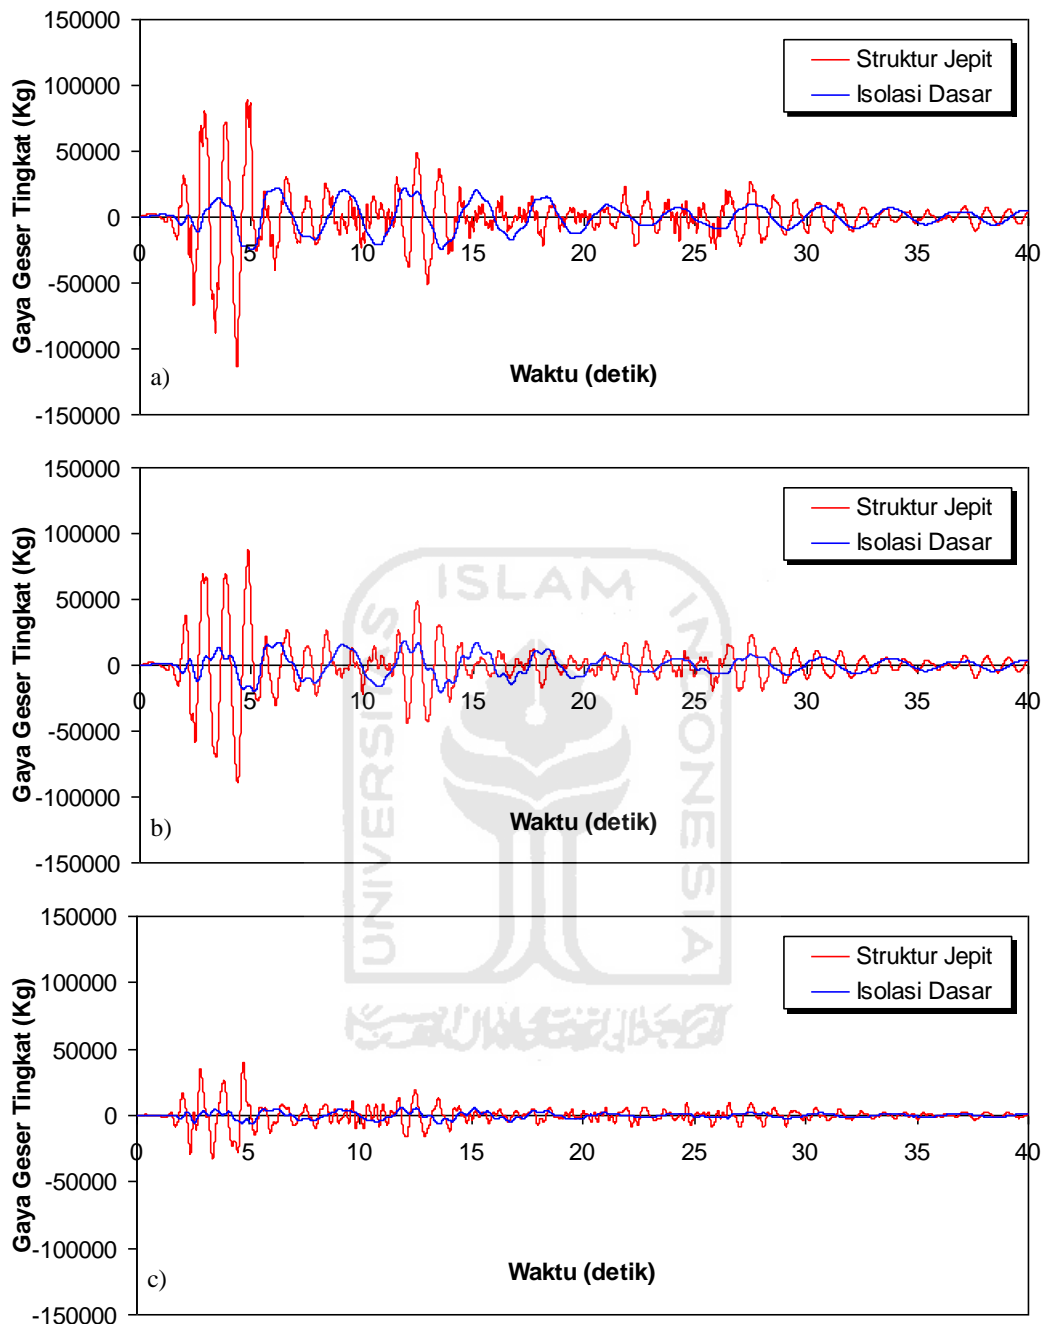 150000
100000
50000
0
-50000
-100000
-150000
Gaya Geser Tingkat (Kg)
Struktur Jepit
Isolasi Dasar
0 5 10 15 20 25 30 35 40
Waktu (detik)
a)
150000
100000
50000
0
-50000
-100000
-150000
Gaya Geser Tingkat (Kg)
Struktur Jepit
Isolasi Dasar
0 5 10 15 20 25 30 35 40
Waktu (detik)
b)
150000
100000
50000
0
-50000
-100000
-150000
Gaya Geser Tingkat (Kg)
Struktur Jepit
Isolasi Dasar
0 5 10 15 20 25 30 35 40
Waktu (detik)
c)
UNIVERSITAS ISLAM INDONESIA